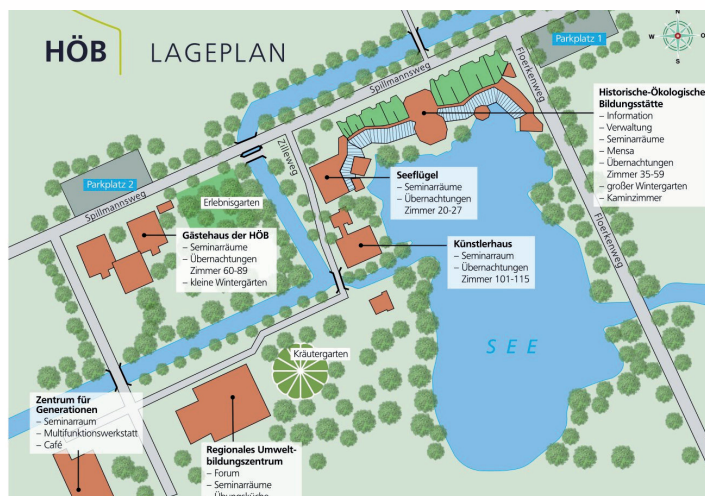 HÖB LAGEPLAN
Parkplatz 1
N
W O
S
Spillmannsweg
Floerkenweg
Historische-Ökologische
Bildungsstätte
– Information
– Verwaltung
– Seminarräume
– Mensa
– Übernachtungen
Zimmer 35-59
– großer Wintergarten
– Kaminzimmer
Zilleweg
Parkplatz 2
Spillmannsweg
Erlebnisgarten
Seeflügel
– Seminarräume
– Übernachtungen
Zimmer 20-27
Gästehaus der HÖB
– Seminarräume
– Übernachtungen
Zimmer 60-89
– kleine Wintergärten
Künstlerhaus
– Seminarraum
– Übernachtungen
Zimmer 101-115
Floerkenweg
SEE
Kräutergarten
Zentrum für
Generationen
– Seminarraum
– Multifunktionswerkstatt
– Café
Regionales Umwelt-
bildungszentrum
– Forum
– Seminarräume
– Übungsküche